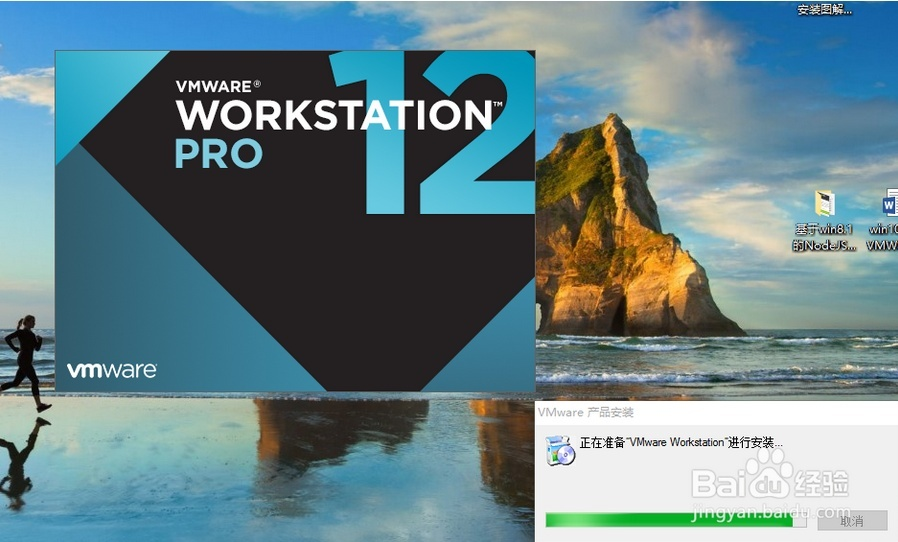 安装图解...
VMWARE®
WORKSTATION™
PRO
12
基于win8.1
的NodeJS...
win10
VMW
vmware
VMware 产品安装
正在准备"VMware Workstation"进行安装...
Baidu经验
jingyan.baidu.com
取消